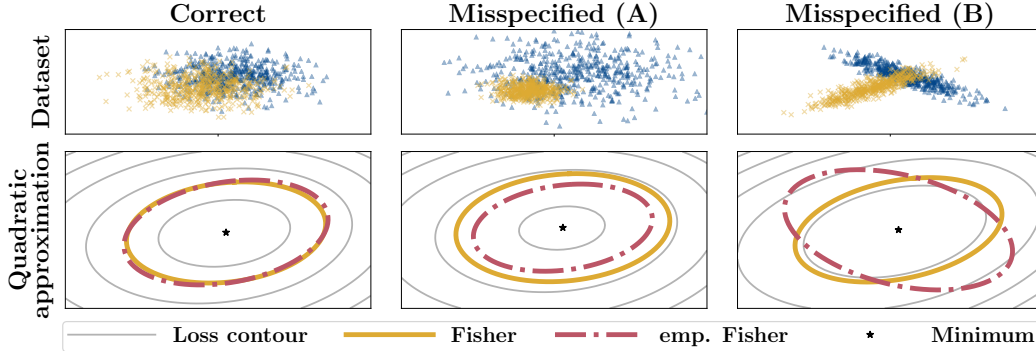 Correct
Misspecified (A)
Misspecified (B)
Dataset
Quadratic
approximation
Loss contour
Fisher
emp. Fisher
Minimum